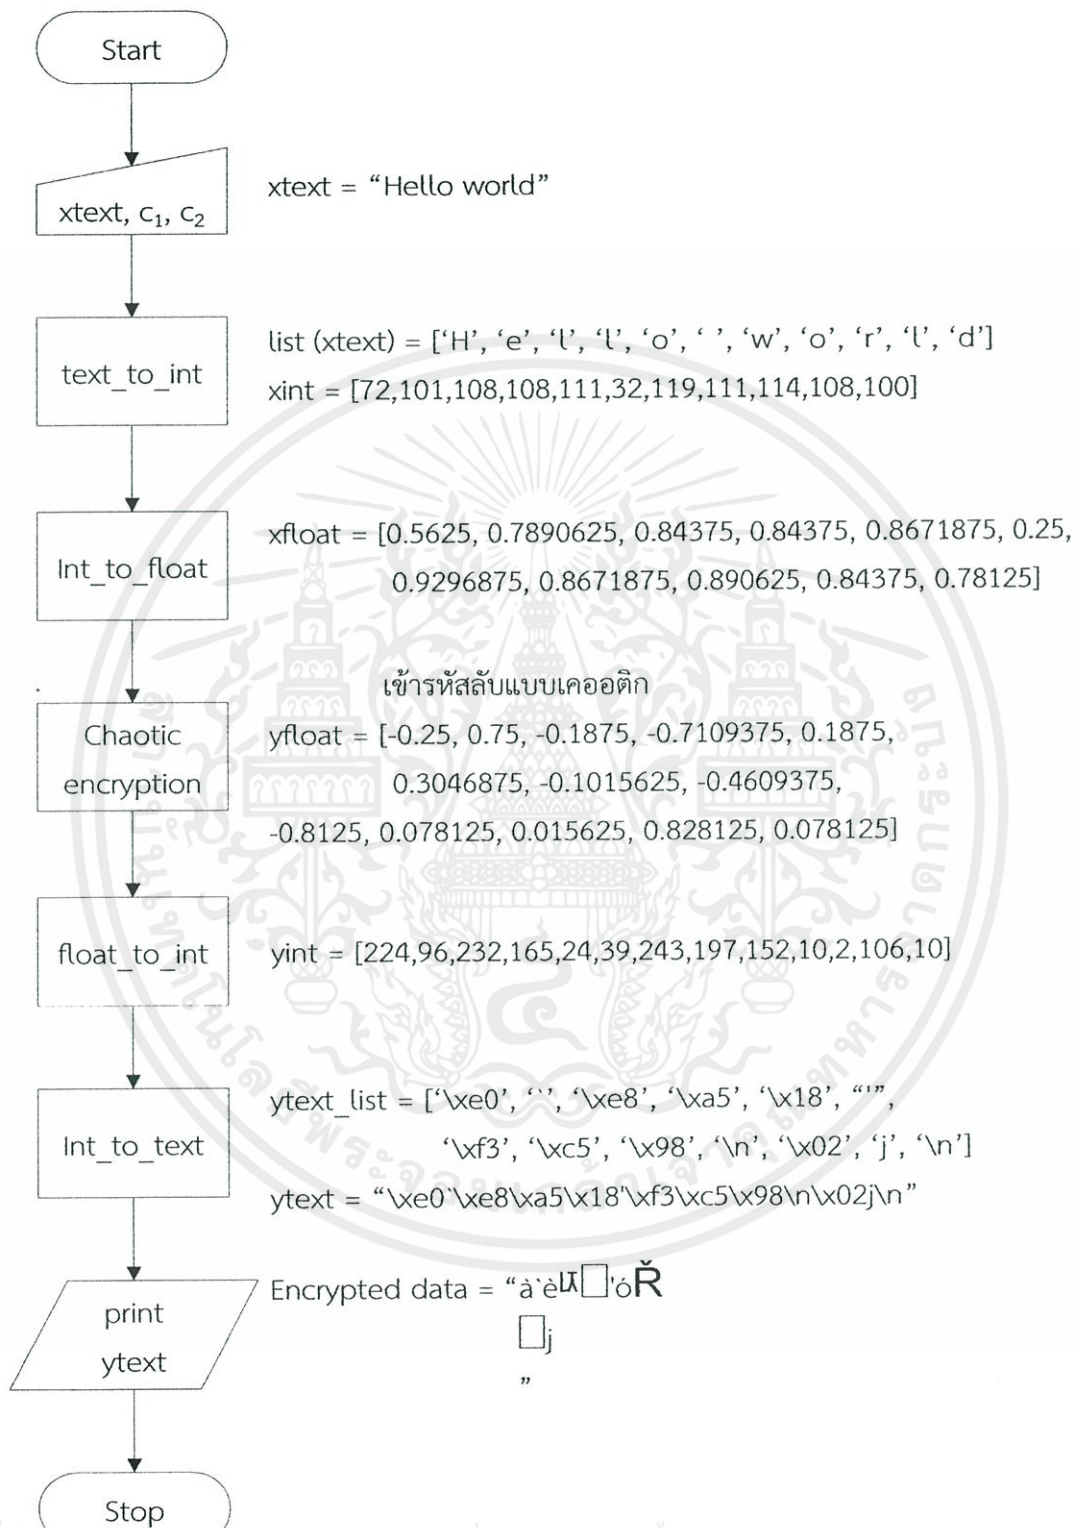 Start
xtext, c₁, c₂
xtext = “Hello world”
text_to_int
list (xtext) = [‘H’, ‘e’, ‘l’, ‘l’, ‘o’, ‘ ’, ‘w’, ‘o’, ‘r’, ‘l’, ‘d’]
xint = [72,101,108,108,111,32,119,111,114,108,100]
Int_to_float
xfloat = [0.5625, 0.7890625, 0.84375, 0.84375, 0.8671875, 0.25,
0.9296875, 0.8671875, 0.890625, 0.84375, 0.78125]
Chaotic
encryption
เข้ารหัสลับแบบเคออติก
yfloat = [-0.25, 0.75, -0.1875, -0.7109375, 0.1875,
0.3046875, -0.1015625, -0.4609375,
-0.8125, 0.078125, 0.015625, 0.828125, 0.078125]
float_to_int
yint = [224,96,232,165,24,39,243,197,152,10,2,106,10]
Int_to_text
ytext_list = [‘\xe0’, ‘`’, ‘\xe8’, ‘\xa5’, ‘\x18’, “'”,
‘\xf3’, ‘\xc5’, ‘\x98’, ‘\n’, ‘\x02’, ‘j’, ‘\n’]
ytext = “\xe0`\xe8\xa5\x18'\xf3\xc5\x98\n\x02j\n”
print
ytext
Encrypted data = “à`è□'óŘ
□j
”
Stop